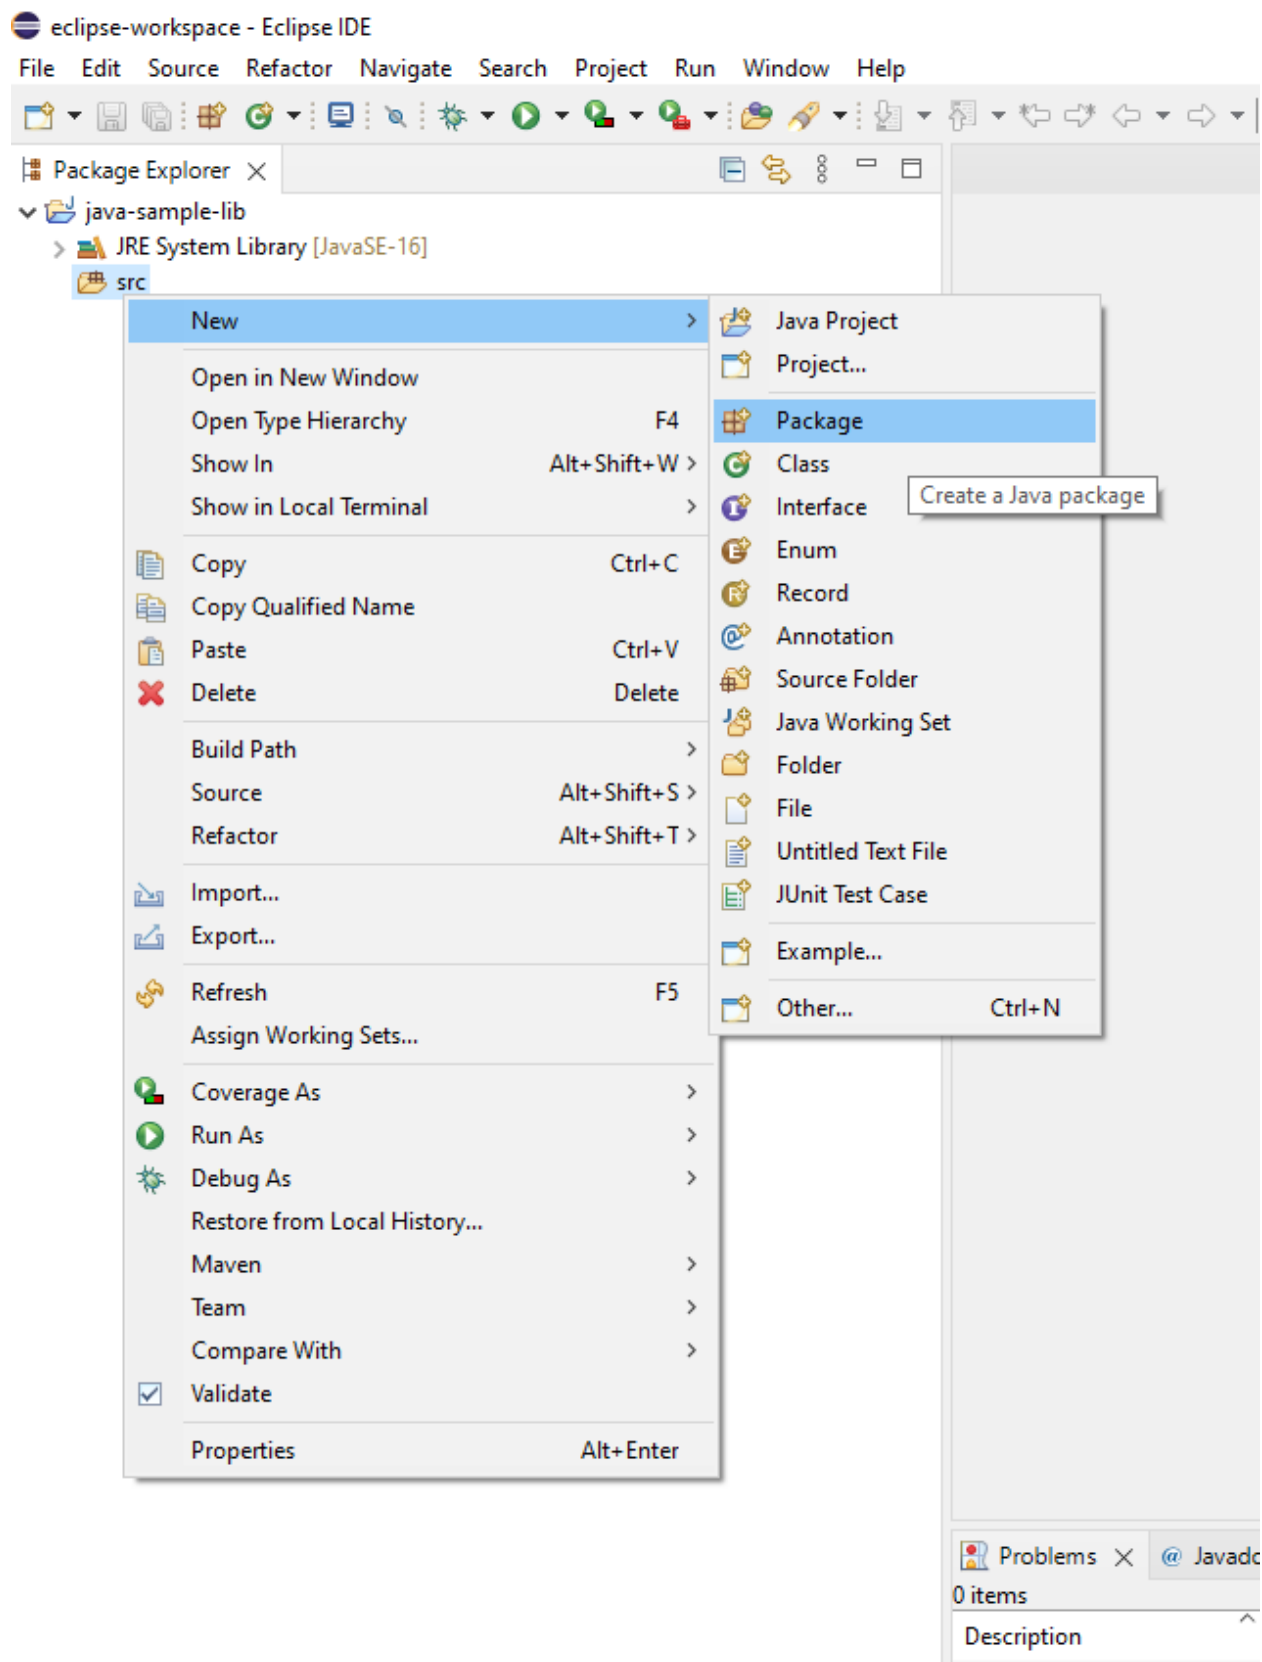 eclipse-workspace - Eclipse IDE
File Edit Source Refactor Navigate Search Project Run Window Help
Package Explorer
java-sample-lib
JRE System Library [JavaSE-16]
src
New
Open in New Window
Open Type Hierarchy F4
Show In Alt+Shift+W
Show in Local Terminal
Copy Ctrl+C
Copy Qualified Name
Paste Ctrl+V
Delete Delete
Build Path
Source Alt+Shift+S
Refactor Alt+Shift+T
Import...
Export...
Refresh F5
Assign Working Sets...
Coverage As
Run As
Debug As
Restore from Local History...
Maven
Team
Compare With
Validate
Properties Alt+Enter
Java Project
Project...
Package
Class
Create a Java package
Interface
Enum
Record
Annotation
Source Folder
Java Working Set
Folder
File
Untitled Text File
JUnit Test Case
Example...
Other... Ctrl+N
Problems @ Javado
0 items
Description